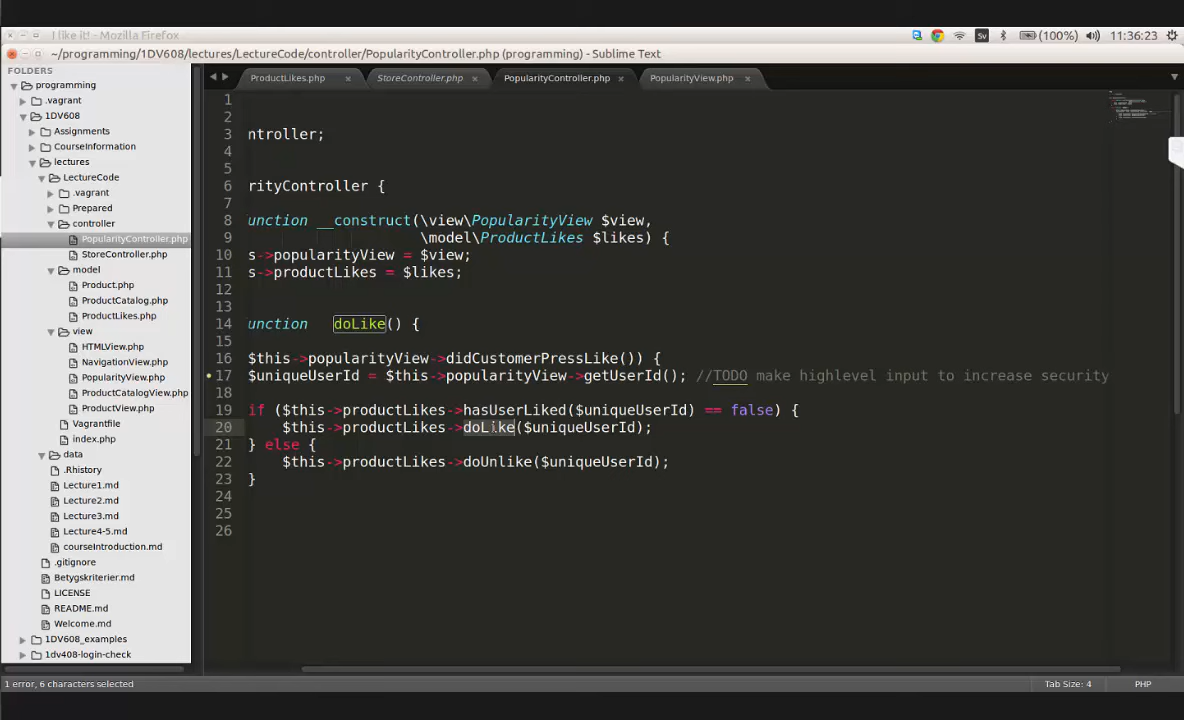 I like it! - Mozilla Firefox
Sv
(100%)
11:36:23
~/programming/1DV608/lectures/LectureCode/controller/PopularityController.php (programming) - Sublime Text
FOLDERS
programming
.vagrant
1DV608
Assignments
CourseInformation
lectures
LectureCode
.vagrant
Prepared
controller
PopularityController.php
StoreController.php
model
Product.php
ProductCatalog.php
ProductLikes.php
view
HTMLView.php
NavigationView.php
PopularityView.php
ProductCatalogView.php
ProductView.php
Vagrantfile
index.php
data
.Rhistory
Lecture1.md
Lecture2.md
Lecture3.md
Lecture4-5.md
courseIntroduction.md
.gitignore
Betygskriterier.md
LICENSE
README.md
Welcome.md
1DV608_examples
1dv408-login-check
ProductLikes.php × StoreController.php × PopularityController.php × PopularityView.php ×
1
2
3 ntroller;
4
5
6 rityController {
7
8 unction __construct(\view\PopularityView $view,
9 \model\ProductLikes $likes) {
10 s->popularityView = $view;
11 s->productLikes = $likes;
12
13
14 unction doLike() {
15
16 $this->popularityView->didCustomerPressLike()) {
17 $uniqueUserId = $this->popularityView->getUserId(); //TODO make highlevel input to increase security
18
19 if ($this->productLikes->hasUserLiked($uniqueUserId) == false) {
20 $this->productLikes->doLike($uniqueUserId);
21 } else {
22 $this->productLikes->doUnlike($uniqueUserId);
23 }
24
25
26
1 error, 6 characters selected
Tab Size: 4
PHP